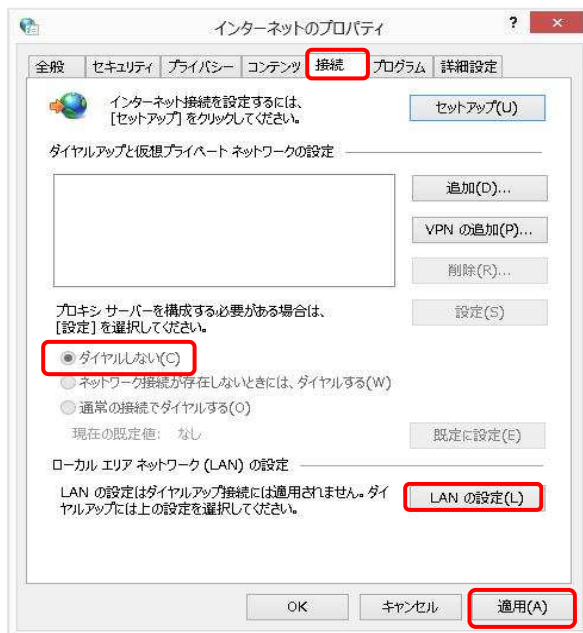 インターネットのプロパティ ? ×
全般 セキュリティ プライバシー コンテンツ 接続 プログラム 詳細設定
インターネット接続を設定するには、
[セットアップ] をクリックしてください。
セットアップ(U)
ダイヤルアップと仮想プライベート ネットワークの設定
追加(D)...
VPN の追加(P)...
削除(R)...
プロキシ サーバーを構成する必要がある場合は、
[設定] を選択してください。
設定(S)
ダイヤルしない(C)
ネットワーク接続が存在しないときには、ダイヤルする(W)
通常の接続でダイヤルする(O)
現在の既定値: なし
既定に設定(E)
ローカル エリア ネットワーク (LAN) の設定
LAN の設定はダイヤルアップ接続には適用されません。ダイ
ヤルアップには上の設定を選択してください。
LAN の設定(L)
OK キャンセル 適用(A)